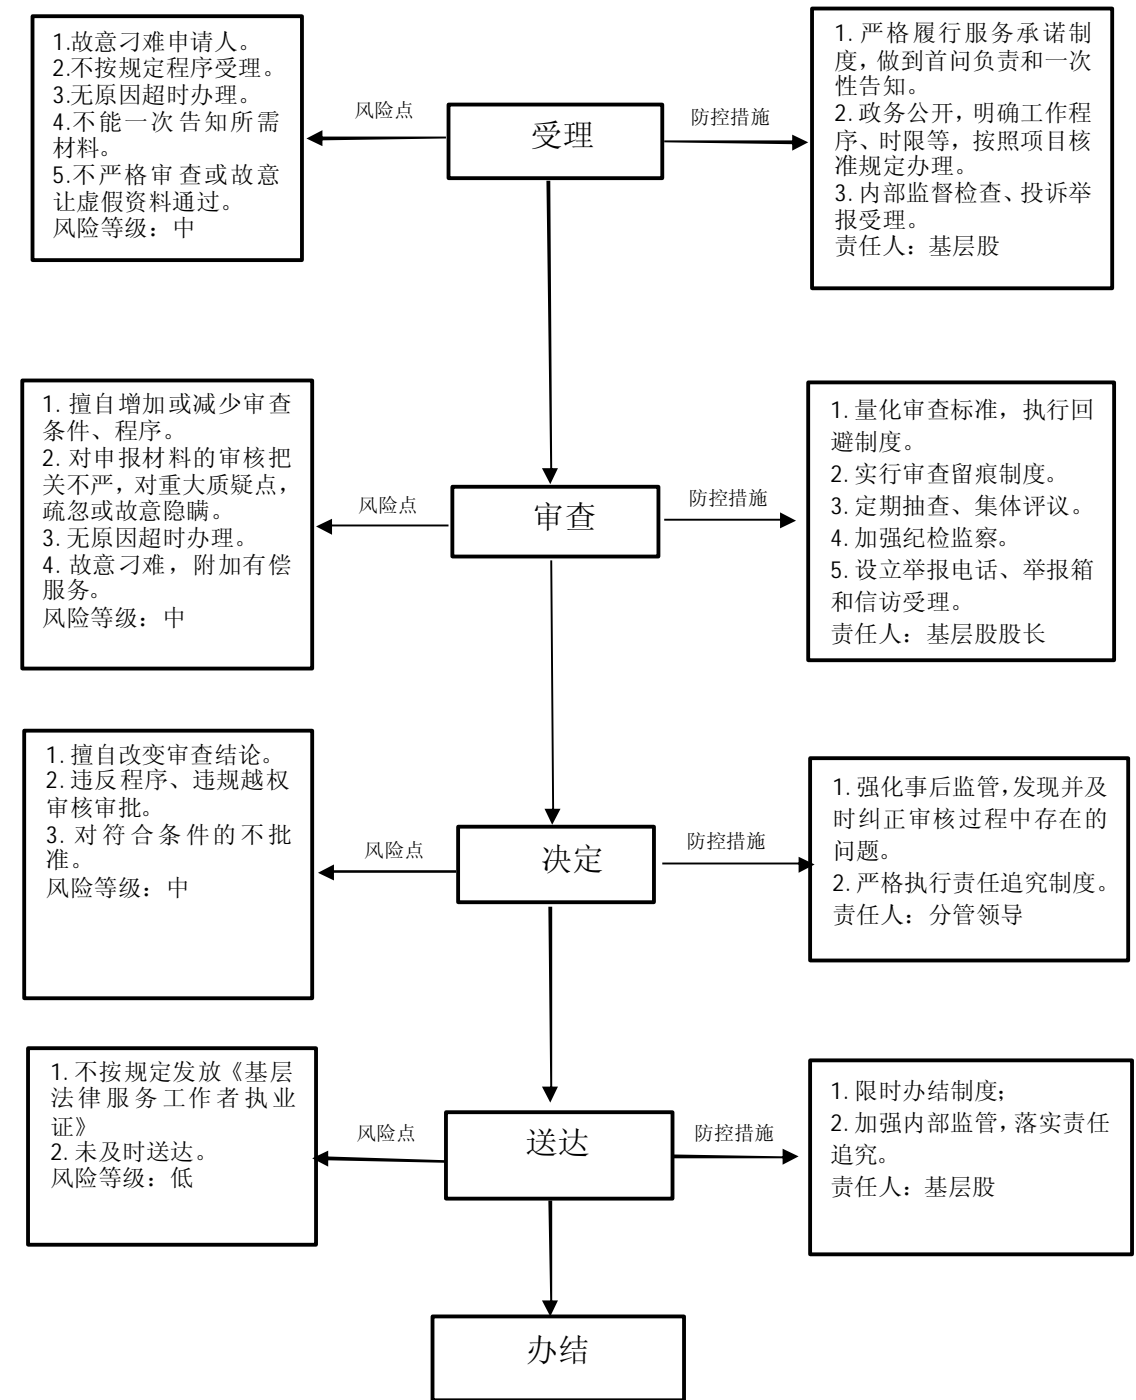 1.故意刁难申请人。
2.不按规定程序受理。
3.无原因超时办理。
4.不能一次告知所需
材料。
5.不严格审查或故意
让虚假资料通过。
风险等级：中
风险点
受理
防控措施
1.严格履行服务承诺制
度，做到首问负责和一次
性告知。
2.政务公开，明确工作程
序、时限等，按照项目核
准规定办理。
3.内部监督检查、投诉举
报受理。
责任人：基层股
1.擅自增加或减少审查
条件、程序。
2.对申报材料的审核把
关不严，对重大质疑点，
疏忽或故意隐瞒。
3.无原因超时办理。
4.故意刁难，附加有偿
服务。
风险等级：中
风险点
审查
防控措施
1.量化审查标准，执行回
避制度。
2.实行审查留痕制度。
3.定期抽查、集体评议。
4.加强纪检监察。
5.设立举报电话、举报箱
和信访受理。
责任人：基层股股长
1.擅自改变审查结论。
2.违反程序、违规越权
审核审批。
3.对符合条件的不批
准。
风险等级：中
风险点
决定
防控措施
1.强化事后监管，发现并及
时纠正审核过程中存在的
问题。
2.严格执行责任追究制度。
责任人：分管领导
1.不按规定发放《基层
法律服务工作者执业
证》
2.未及时送达。
风险等级：低
风险点
送达
防控措施
1.限时办结制度；
2.加强内部监管，落实责任
追究。
责任人：基层股
办结